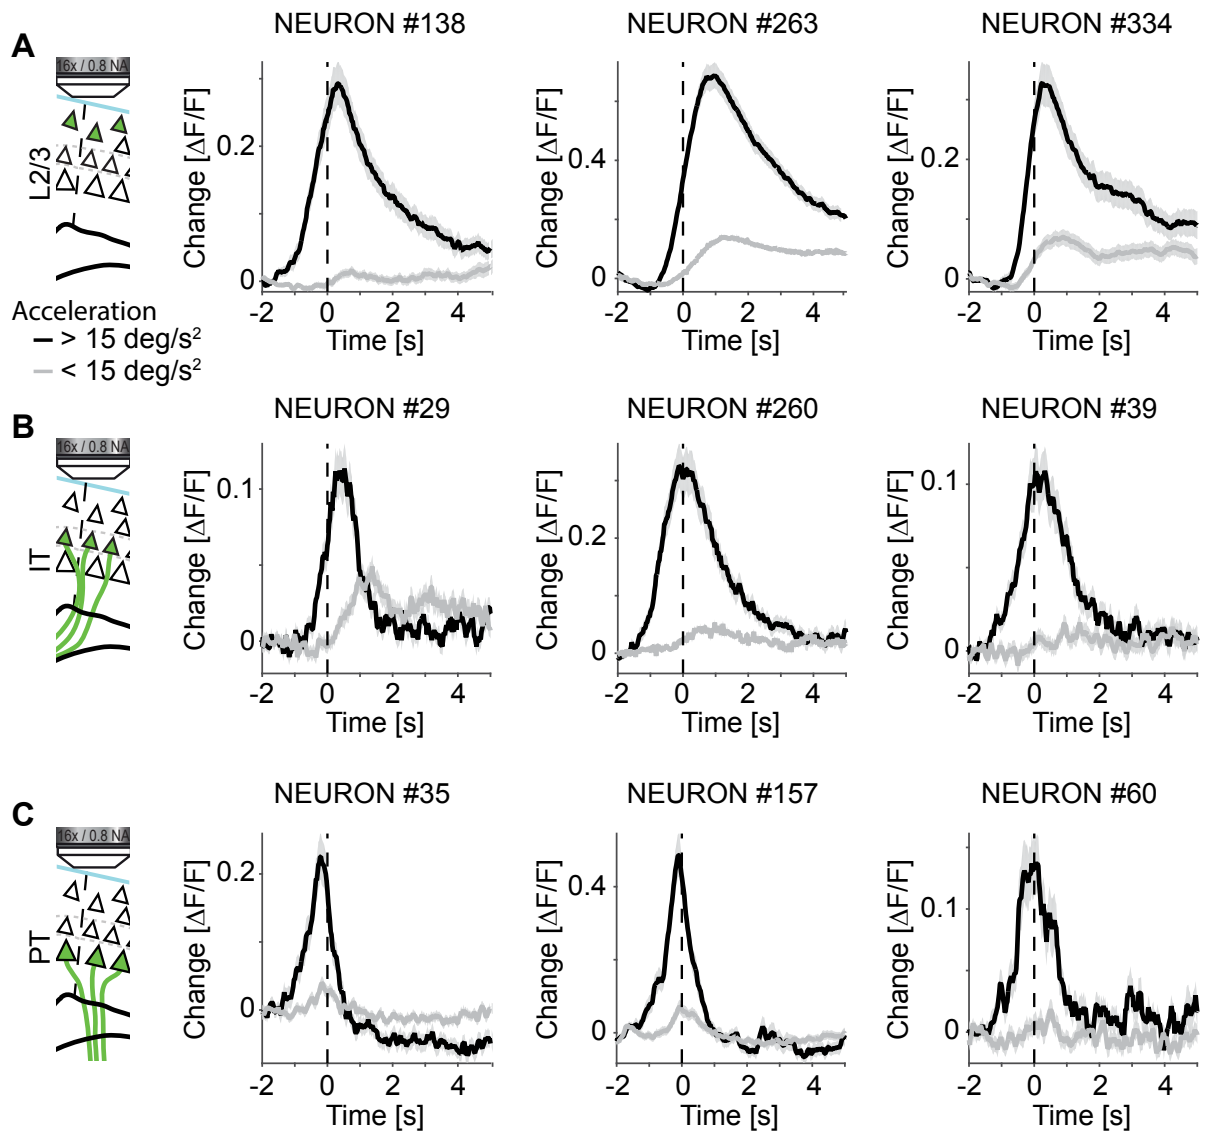 A
NEURON #138
NEURON #263
NEURON #334
16x / 0.8 NA
L2/3
Change [ΔF/F]
0.2
0
-2 0 2 4
Time [s]
Change [ΔF/F]
0.4
0
-2 0 2 4
Time [s]
Change [ΔF/F]
0.2
0
-2 0 2 4
Time [s]
Acceleration
> 15 deg/s²
< 15 deg/s²
B
NEURON #29
NEURON #260
NEURON #39
16x / 0.8 NA
IT
Change [ΔF/F]
0.1
0
-2 0 2 4
Time [s]
Change [ΔF/F]
0.2
0
-2 0 2 4
Time [s]
Change [ΔF/F]
0.1
0
-2 0 2 4
Time [s]
C
NEURON #35
NEURON #157
NEURON #60
16x / 0.8 NA
PT
Change [ΔF/F]
0.2
0
-2 0 2 4
Time [s]
Change [ΔF/F]
0.4
0
-2 0 2 4
Time [s]
Change [ΔF/F]
0.1
0
-2 0 2 4
Time [s]